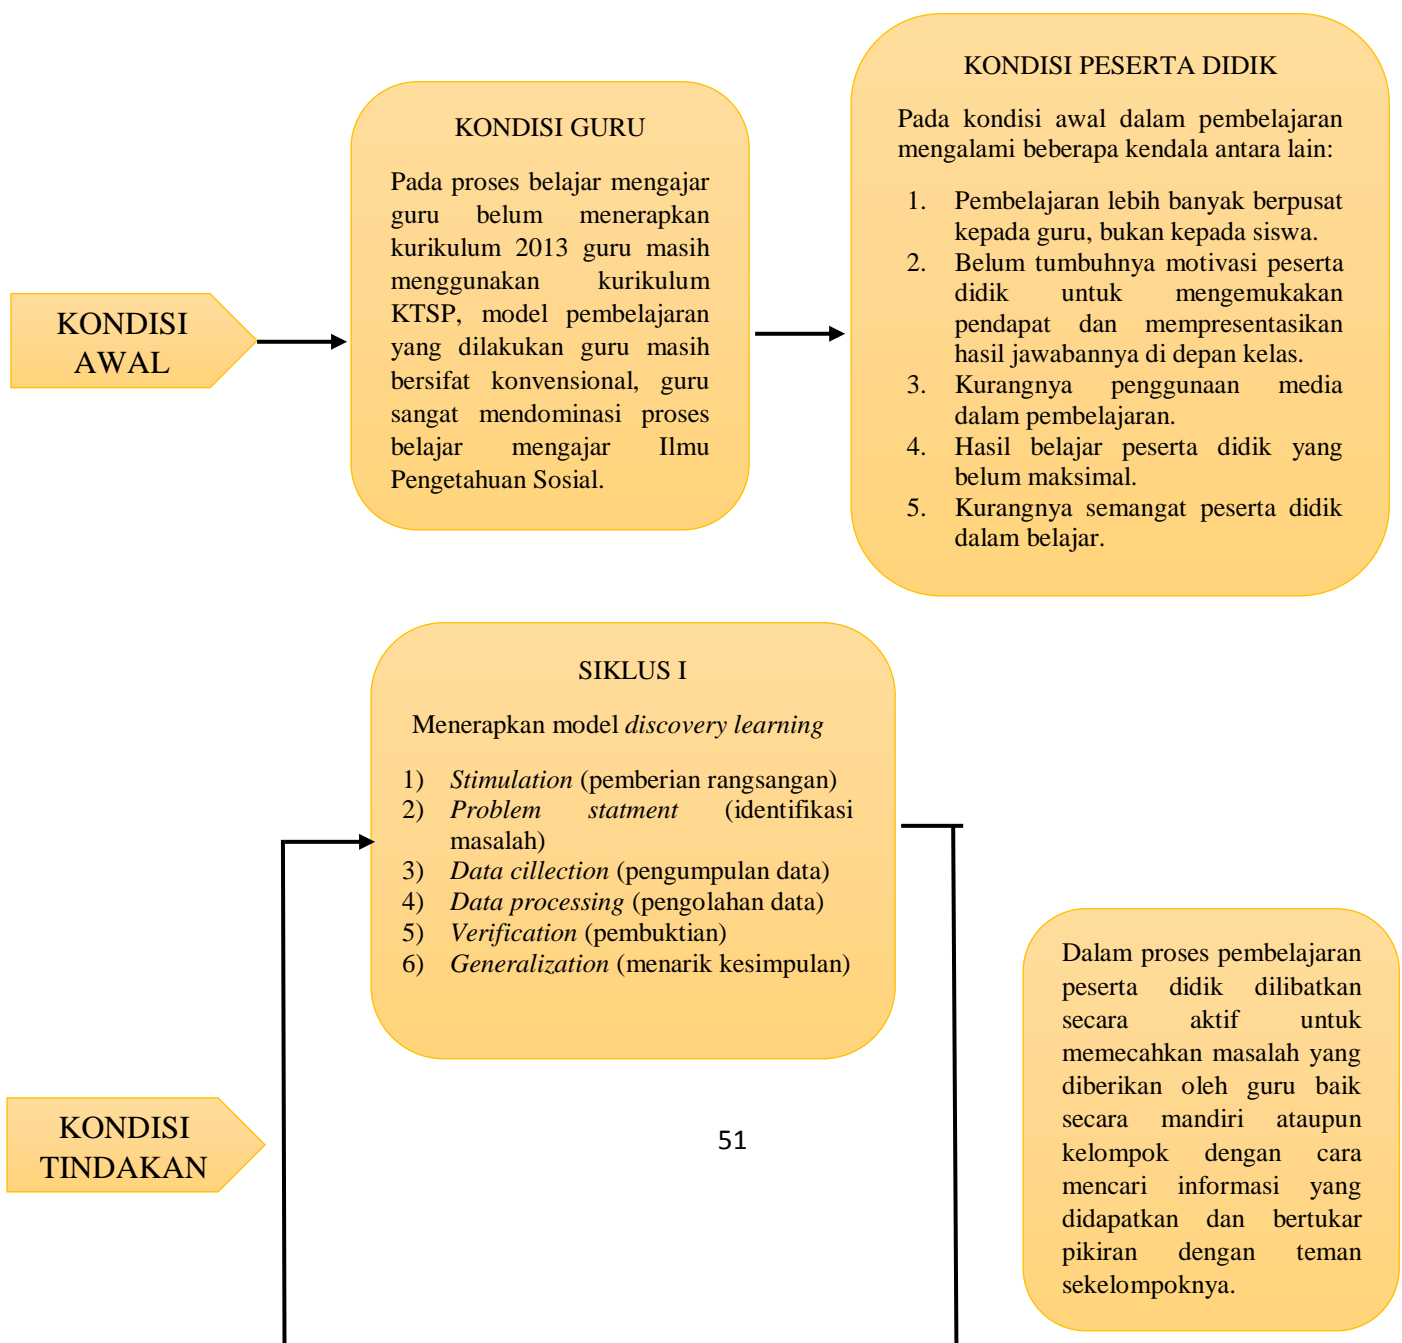 KONDISI
AWAL
KONDISI GURU
Pada proses belajar mengajar
guru belum menerapkan
kurikulum 2013 guru masih
menggunakan kurikulum
KTSP, model pembelajaran
yang dilakukan guru masih
bersifat konvensional, guru
sangat mendominasi proses
belajar mengajar Ilmu
Pengetahuan Sosial.
KONDISI PESERTA DIDIK
Pada kondisi awal dalam pembelajaran
mengalami beberapa kendala antara lain:
1. Pembelajaran lebih banyak berpusat
kepada guru, bukan kepada siswa.
2. Belum tumbuhnya motivasi peserta
didik untuk mengemukakan
pendapat dan mempresentasikan
hasil jawabannya di depan kelas.
3. Kurangnya penggunaan media
dalam pembelajaran.
4. Hasil belajar peserta didik yang
belum maksimal.
5. Kurangnya semangat peserta didik
dalam belajar.
KONDISI
TINDAKAN
SIKLUS I
Menerapkan model discovery learning
1) Stimulation (pemberian rangsangan)
2) Problem statment (identifikasi
masalah)
3) Data cillection (pengumpulan data)
4) Data processing (pengolahan data)
5) Verification (pembuktian)
6) Generalization (menarik kesimpulan)
Dalam proses pembelajaran
peserta didik dilibatkan
secara aktif untuk
memecahkan masalah yang
diberikan oleh guru baik
secara mandiri ataupun
kelompok dengan cara
mencari informasi yang
didapatkan dan bertukar
pikiran dengan teman
sekelompoknya.
51